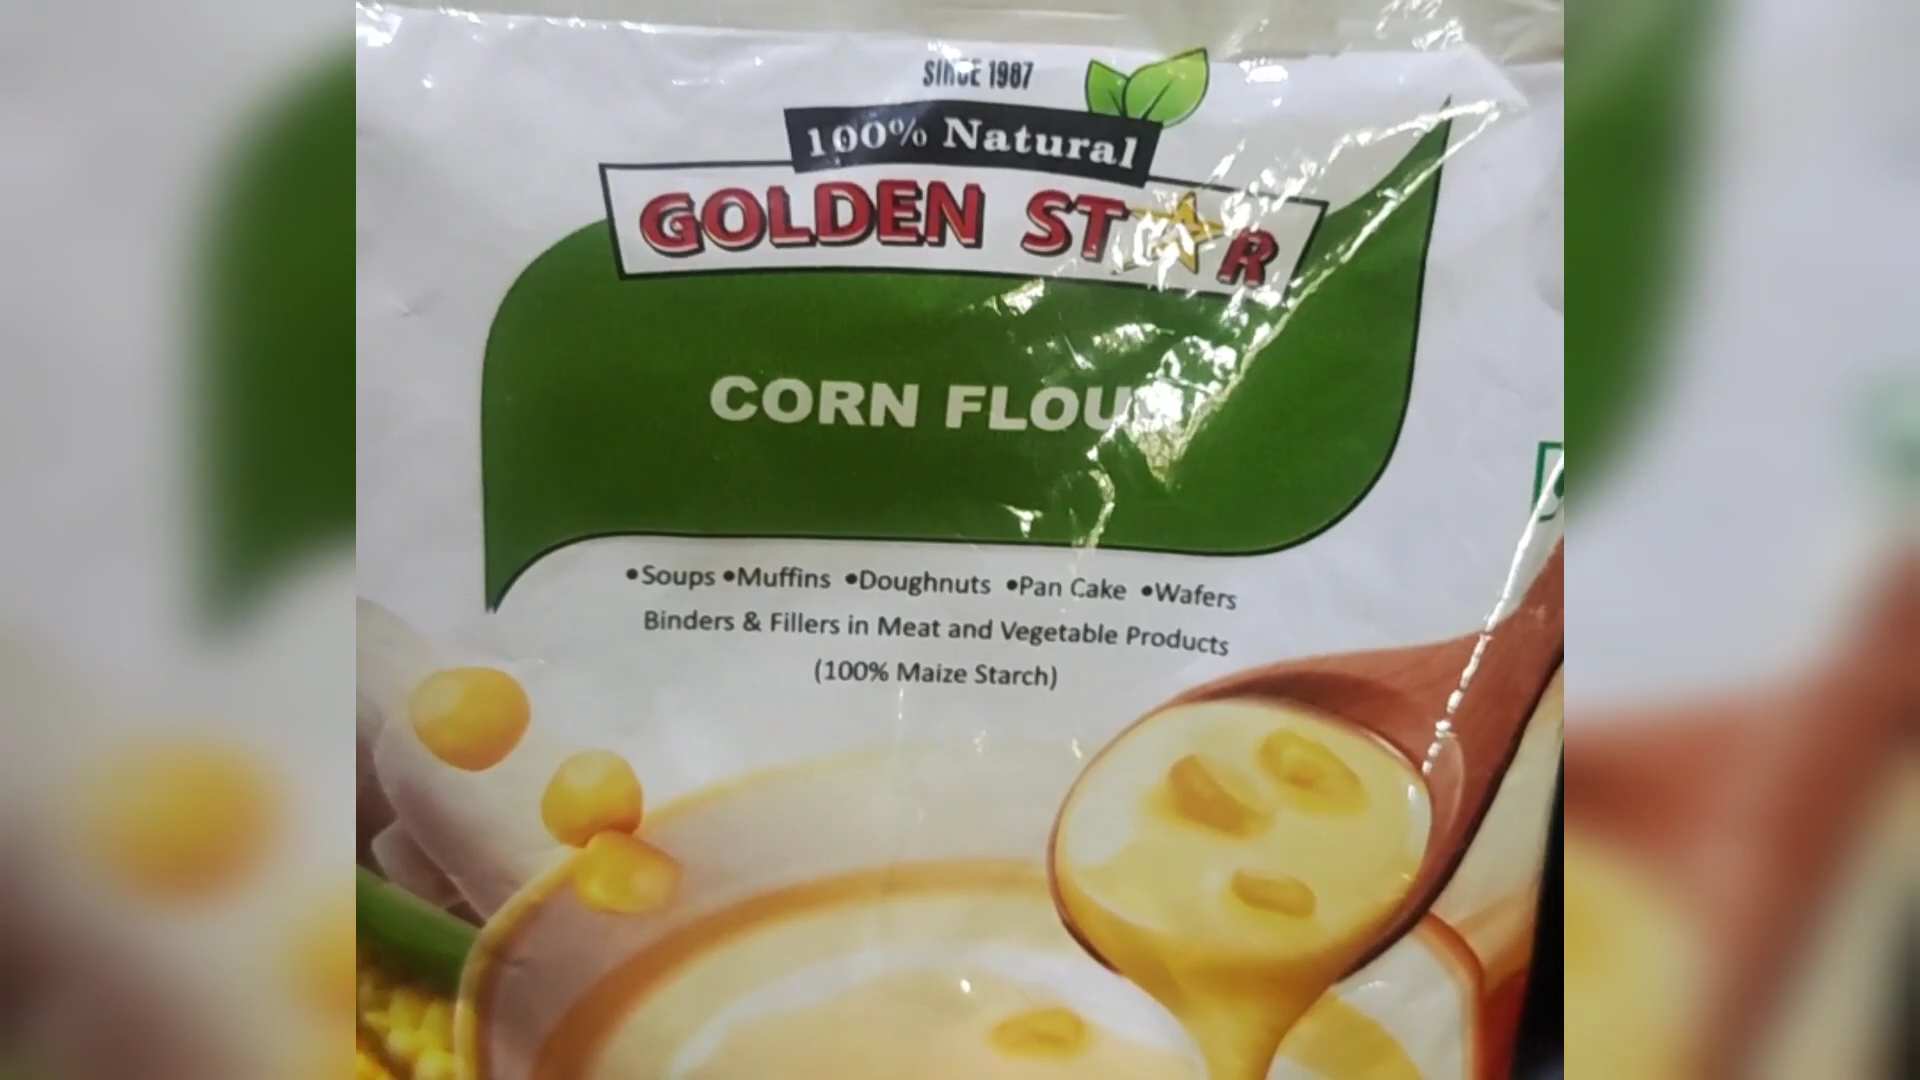 SINCE 1987
100% Natural
GOLDEN STAR
CORN FLOUR
•Soups •Muffins •Doughnuts •Pan Cake •Wafers
Binders & Fillers in Meat and Vegetable Products
(100% Maize Starch)